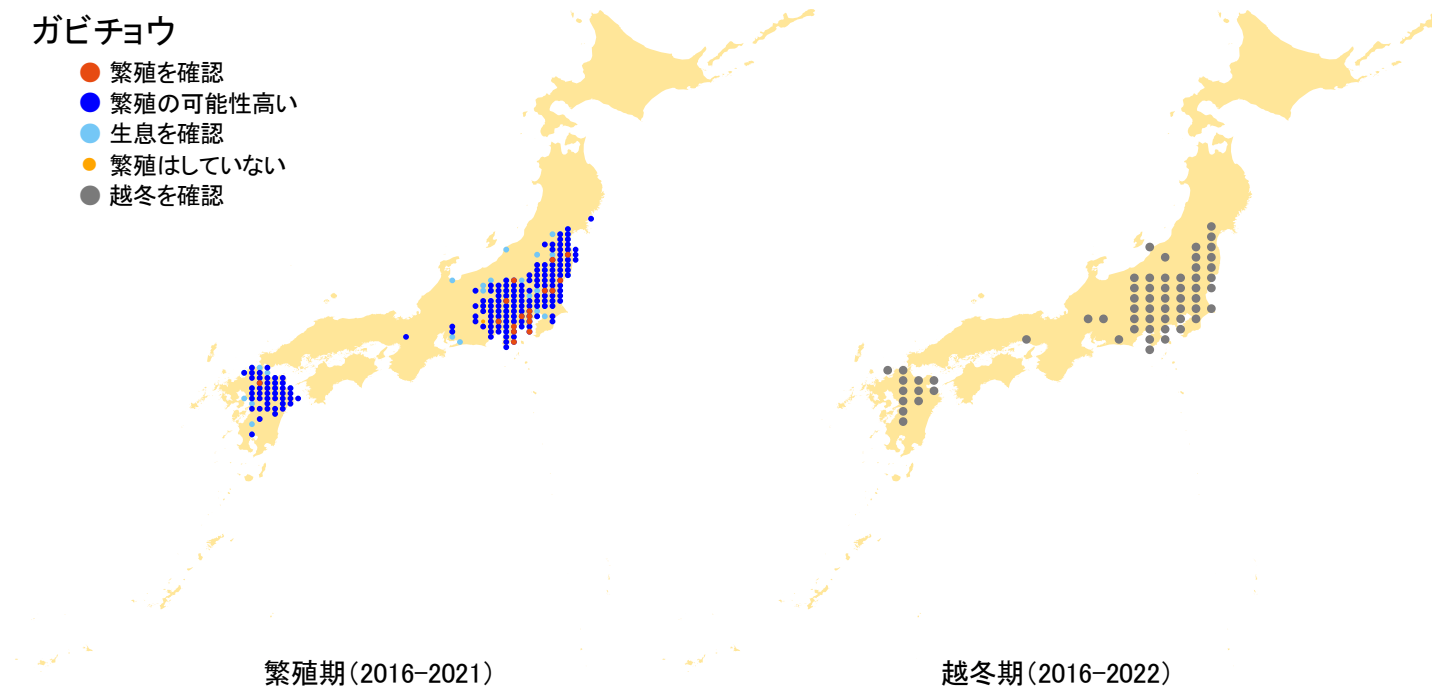 ガビチョウ
繁殖を確認
繁殖の可能性高い
生息を確認
繁殖はしていない
越冬を確認
繁殖期(2016-2021)
越冬期(2016-2022)